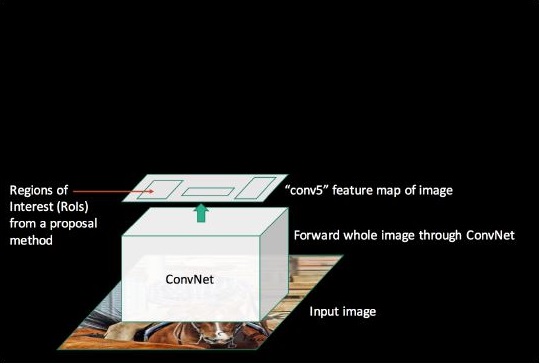 Regions of
Interest (RoIs)
from a proposal
method
“conv5” feature map of image
Forward whole image through ConvNet
ConvNet
Input image